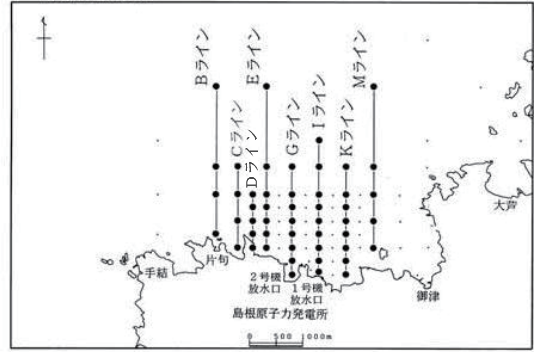 Bライン
Cライン
Dライン
Eライン
Gライン
Iライン
Kライン
Mライン
大芦
片句
手結
2号機
放水口
1号機
放水口
御津
島根原子力発電所
0 500 1000m